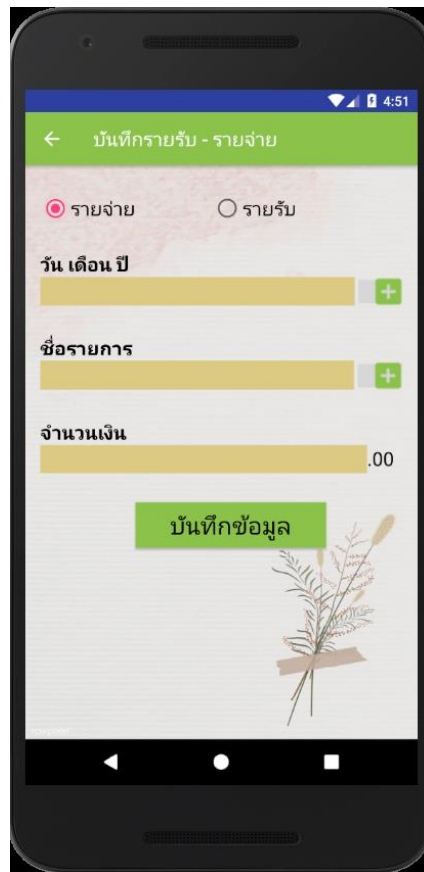 4:51
บันทึกรายรับ - รายจ่าย
รายจ่าย รายรับ
วัน เดือน ปี
ชื่อรายการ
จำนวนเงิน
.00
บันทึกข้อมูล